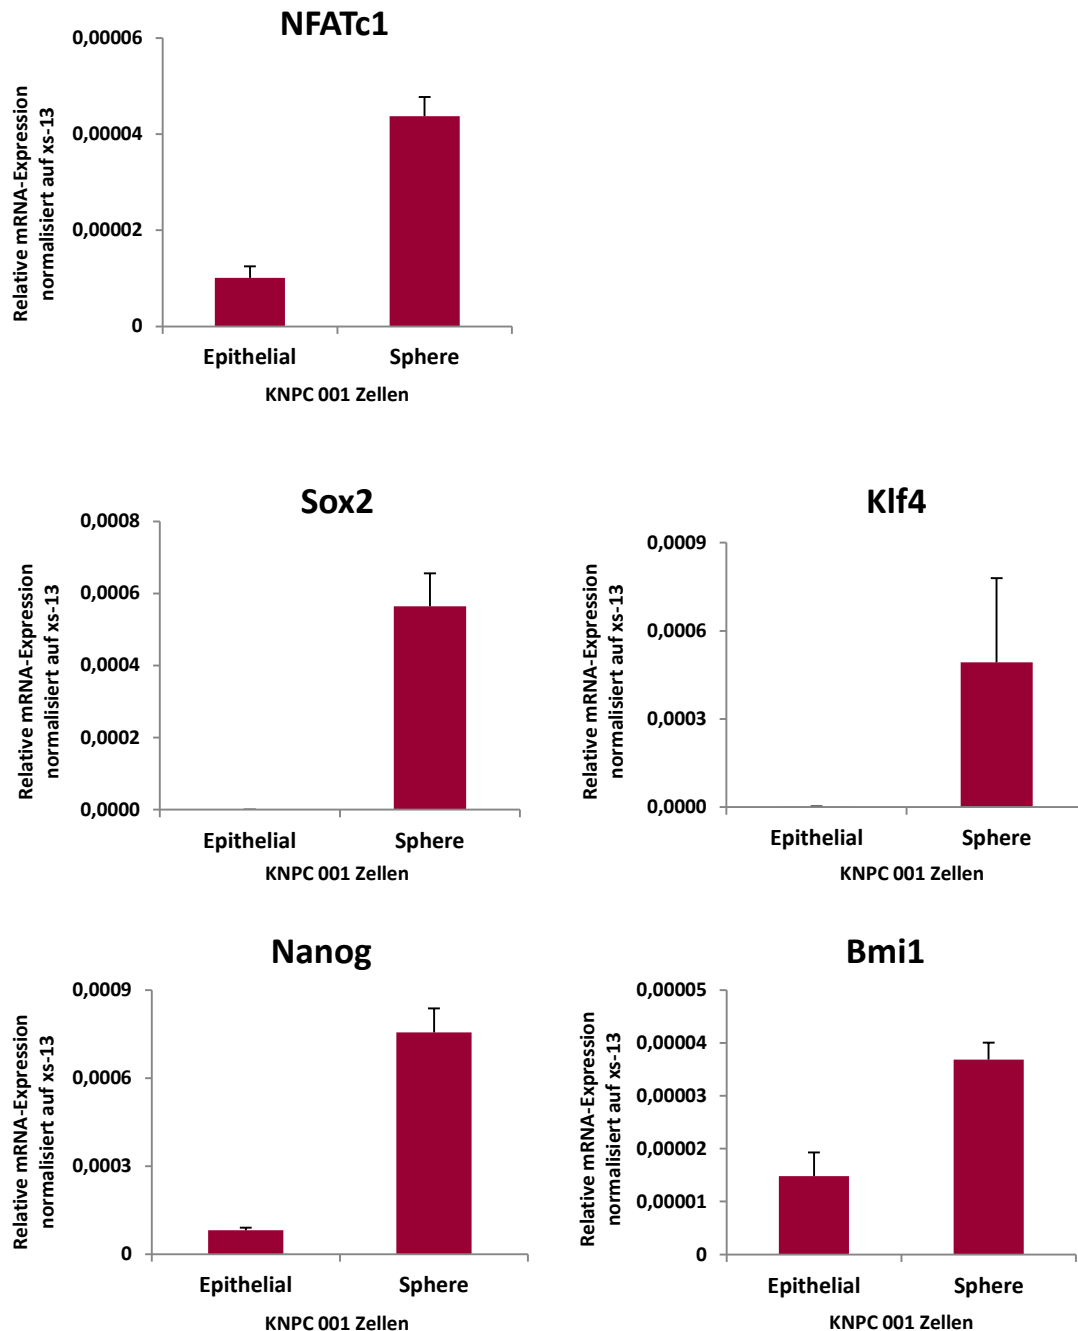 NFATc1
Relative mRNA-Expression
normalisiert auf xs-13
0,00006
0,00004
0,00002
0
Epithelial
Sphere
KNPC 001 Zellen
Sox2
Relative mRNA-Expression
normalisiert auf xs-13
0,0008
0,0006
0,0004
0,0002
0,0000
Epithelial
Sphere
KNPC 001 Zellen
Klf4
Relative mRNA-Expression
normalisiert auf xs-13
0,0009
0,0006
0,0003
0,0000
Epithelial
Sphere
KNPC 001 Zellen
Nanog
Relative mRNA-Expression
normalisiert auf xs-13
0,0009
0,0006
0,0003
0
Epithelial
Sphere
KNPC 001 Zellen
Bmi1
Relative mRNA-Expression
normalisiert auf xs-13
0,00005
0,00004
0,00003
0,00002
0,00001
0
Epithelial
Sphere
KNPC 001 Zellen